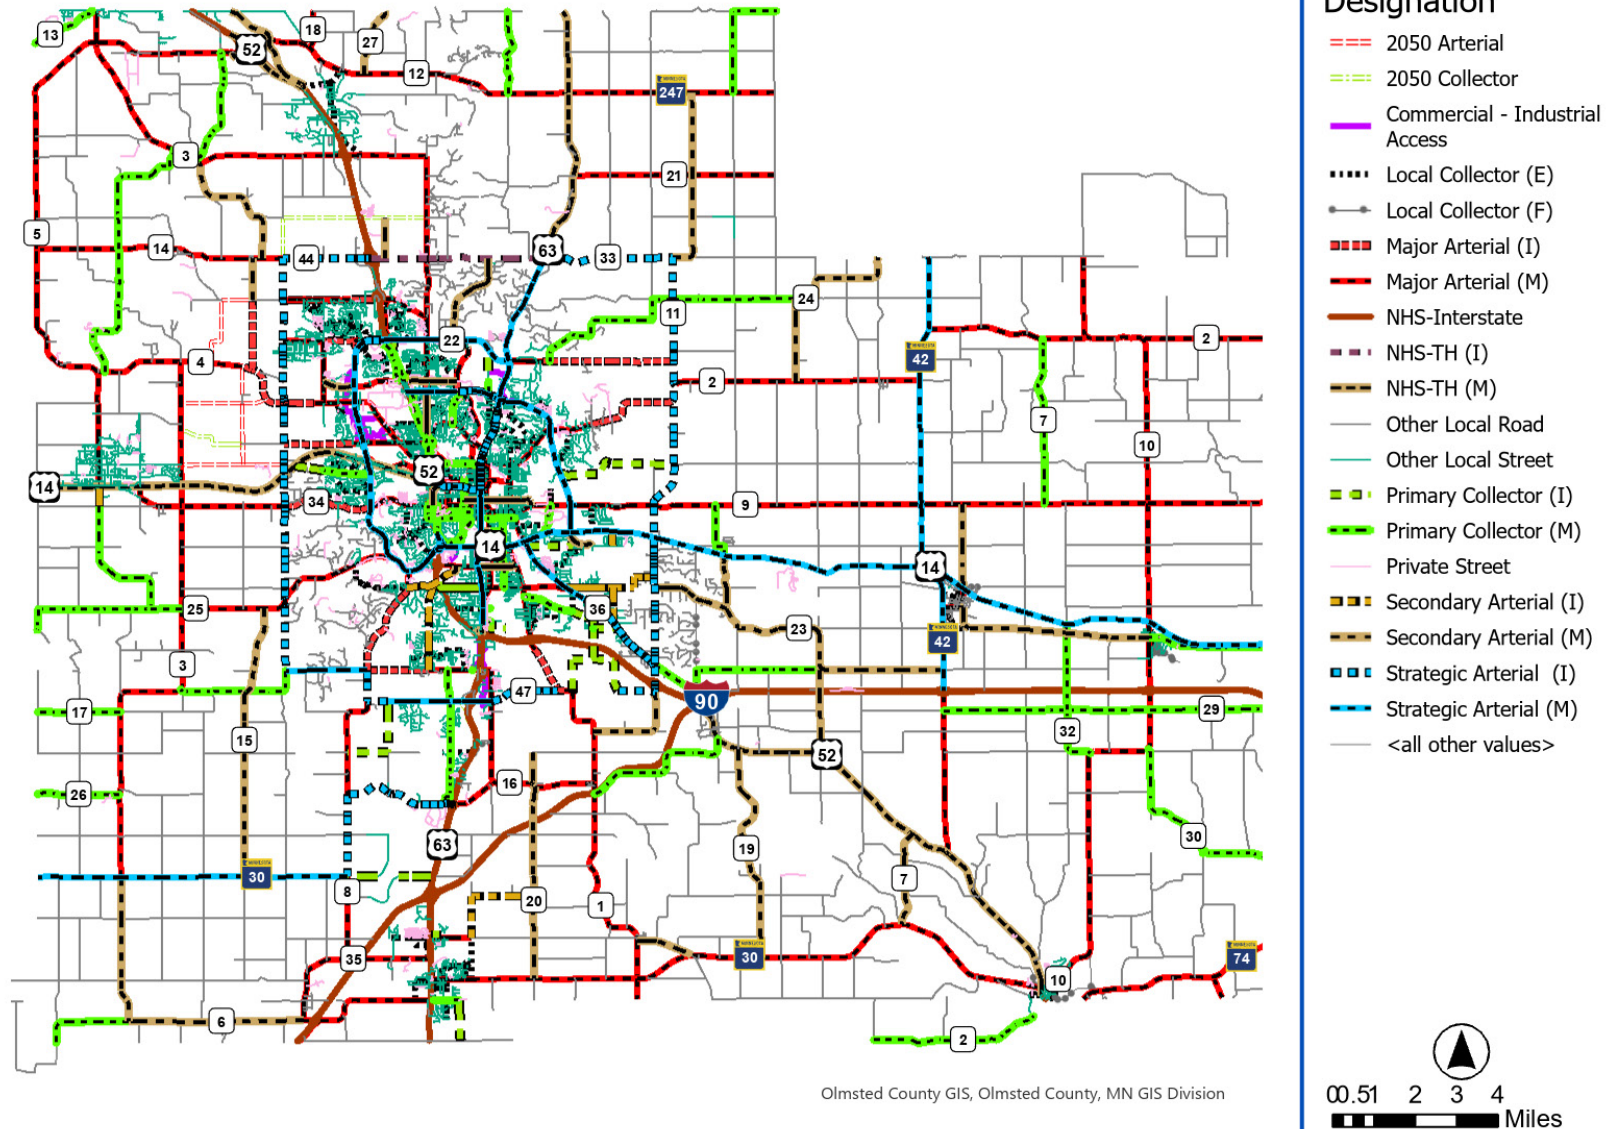 Designation
13
18
27
52
12
247
3
21
5
14
44
63
33
24
11
22
2
4
42
2
7
10
52
14
34
9
14
14
25
36
23
42
3
47
90
17
29
15
32
52
16
26
63
30
19
30
7
8
20
1
35
30
74
10
6
2
2050 Arterial
2050 Collector
Commercial - Industrial
Access
Local Collector (E)
Local Collector (F)
Major Arterial (I)
Major Arterial (M)
NHS-Interstate
NHS-TH (I)
NHS-TH (M)
Other Local Road
Other Local Street
Primary Collector (I)
Primary Collector (M)
Private Street
Secondary Arterial (I)
Secondary Arterial (M)
Strategic Arterial (I)
Strategic Arterial (M)
<all other values>
Olmsted County GIS, Olmsted County, MN GIS Division
00.51 2 3 4
Miles